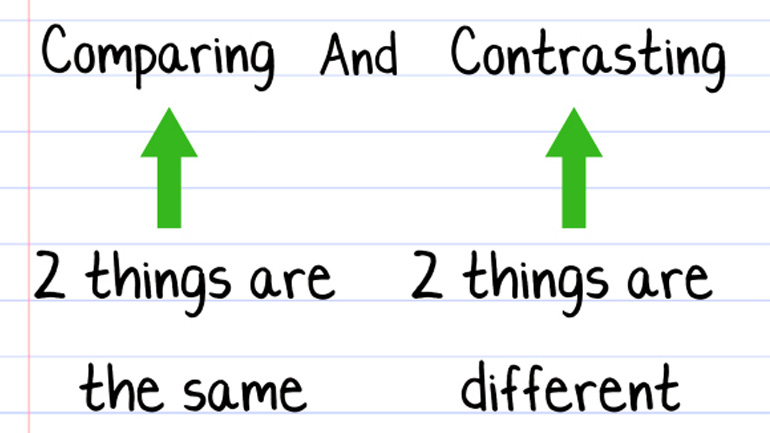 Comparing And Contrasting
2 things are
the same
2 things are
different